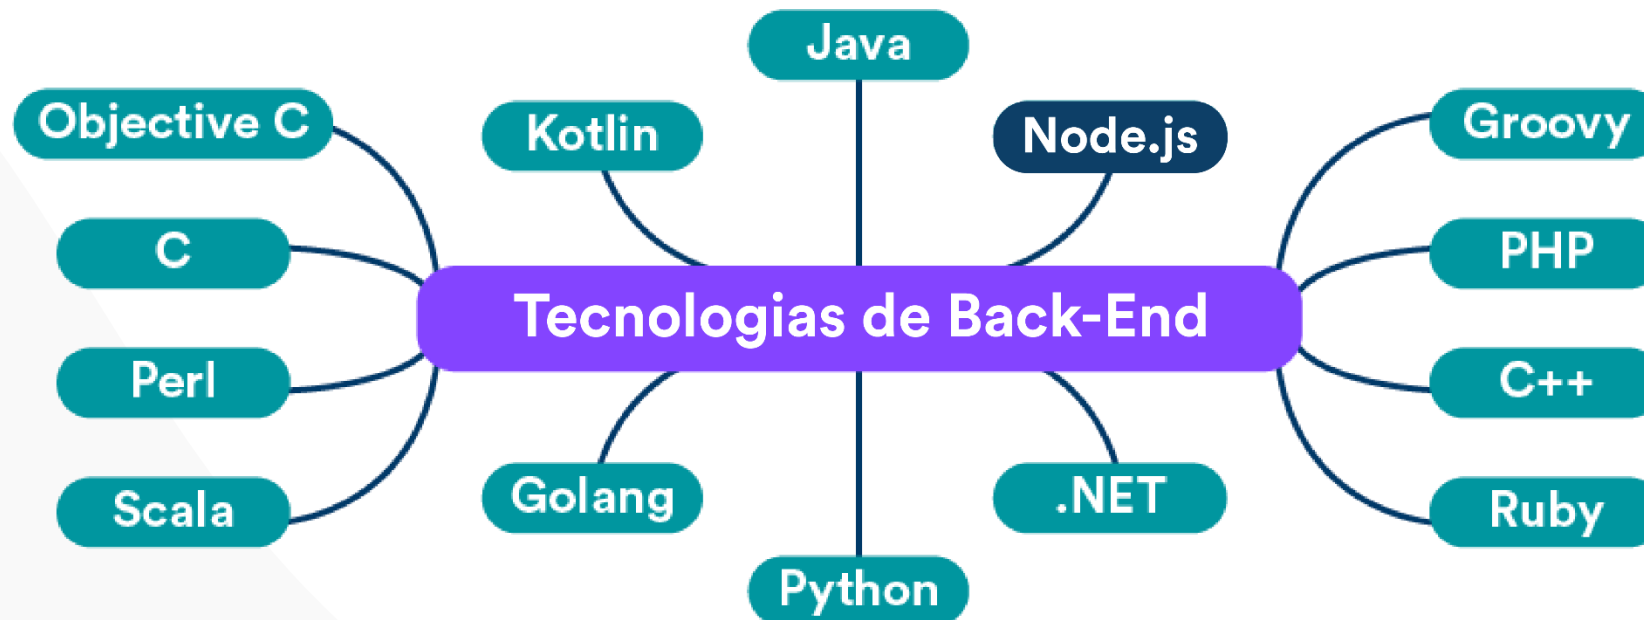 Java
Objective C
Kotlin
Node.js
Groovy
C
PHP
Tecnologias de Back-End
Perl
C++
Scala
Golang
.NET
Ruby
Python